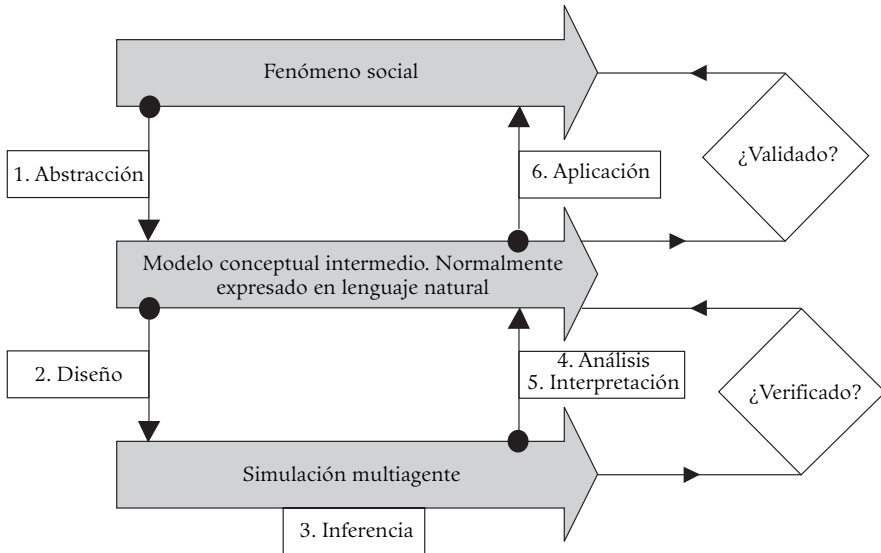 Fenómeno social
¿Validado?
1. Abstracción
6. Aplicación
Modelo conceptual intermedio. Normalmente
expresado en lenguaje natural
2. Diseño
4. Análisis
5. Interpretación
¿Verificado?
Simulación multiagente
3. Inferencia